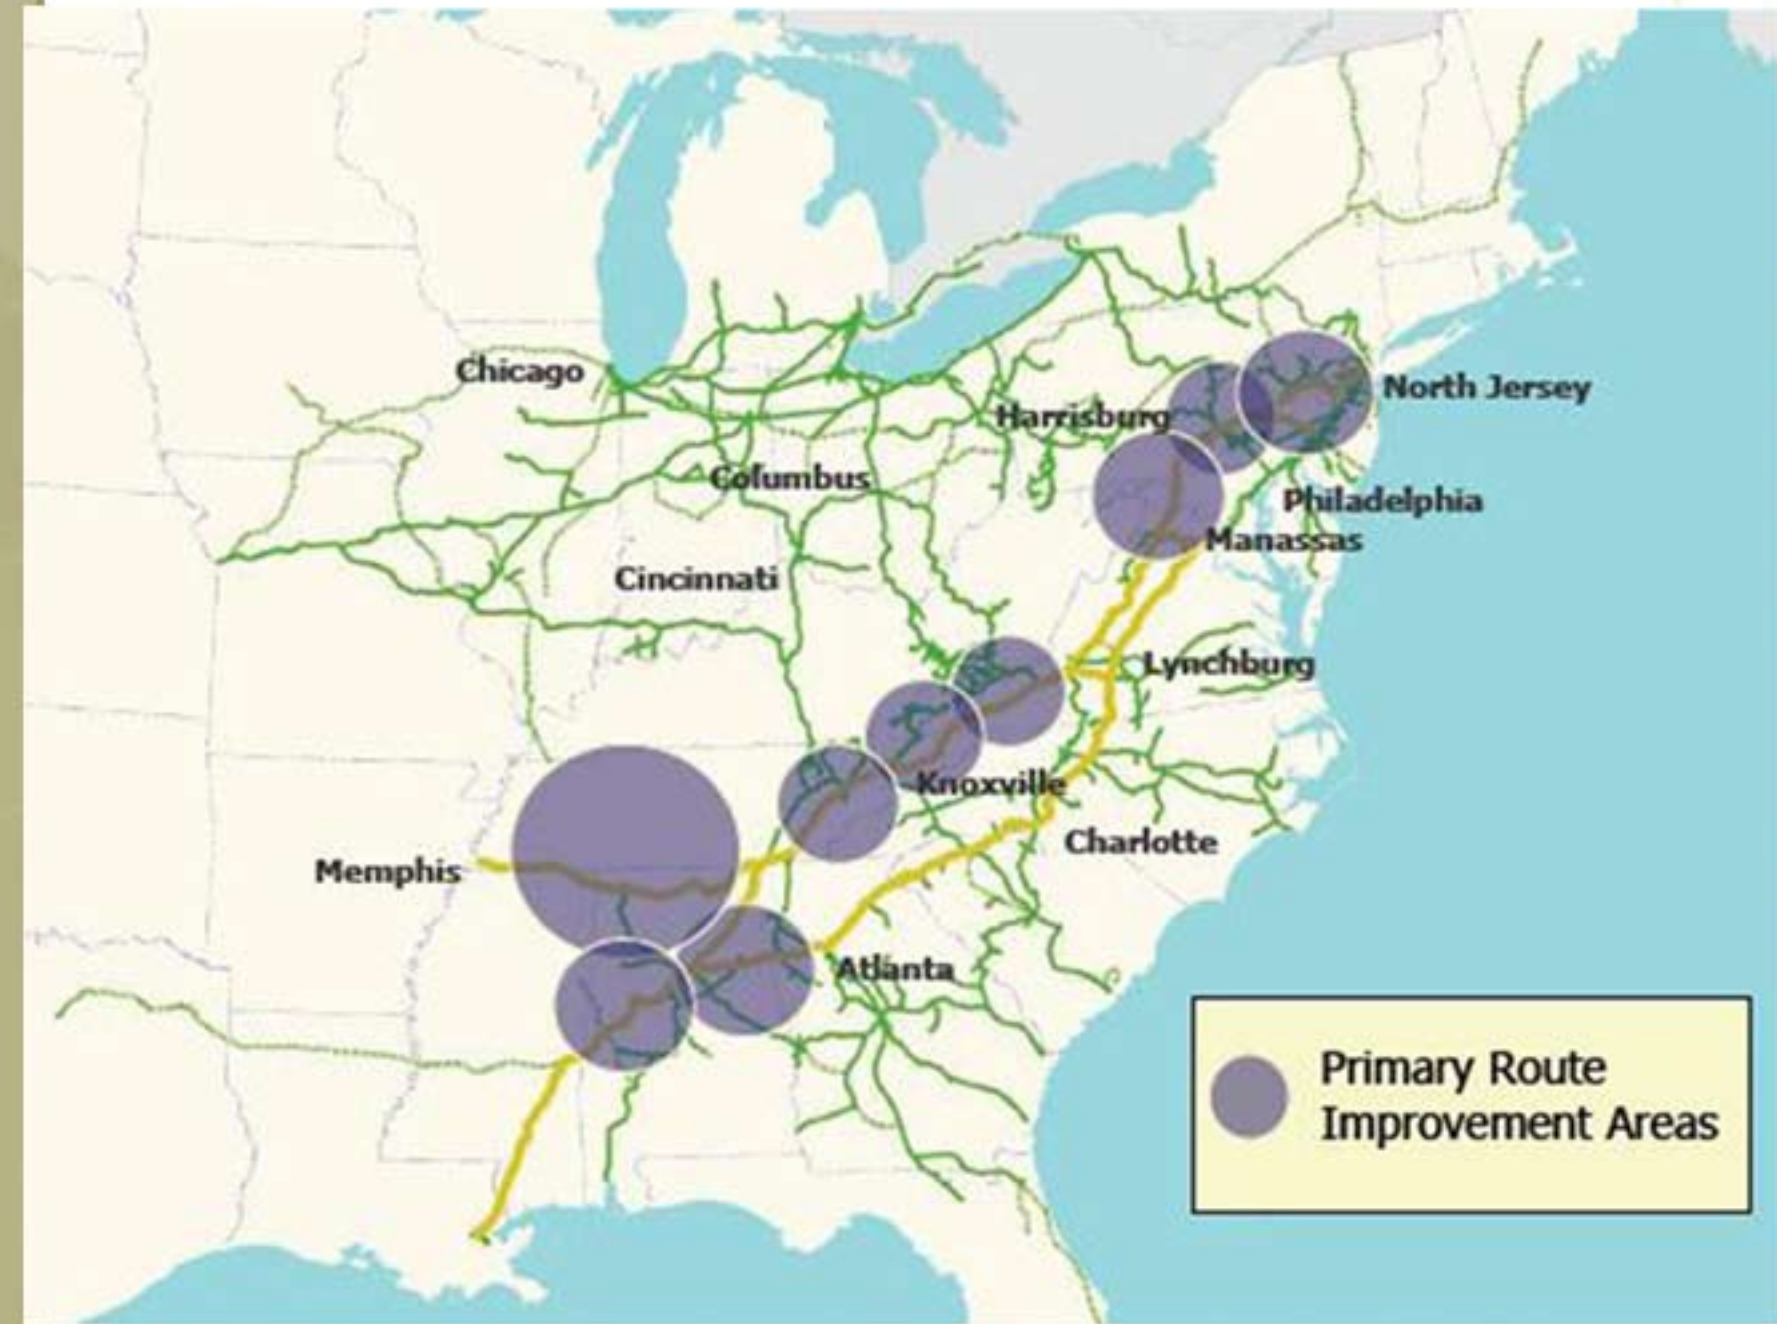 Chicago
North Jersey
Harrisburg
Columbus
Philadelphia
Manassas
Cincinnati
Lynchburg
Knoxville
Charlotte
Memphis
Atlanta
Primary Route
Improvement Areas